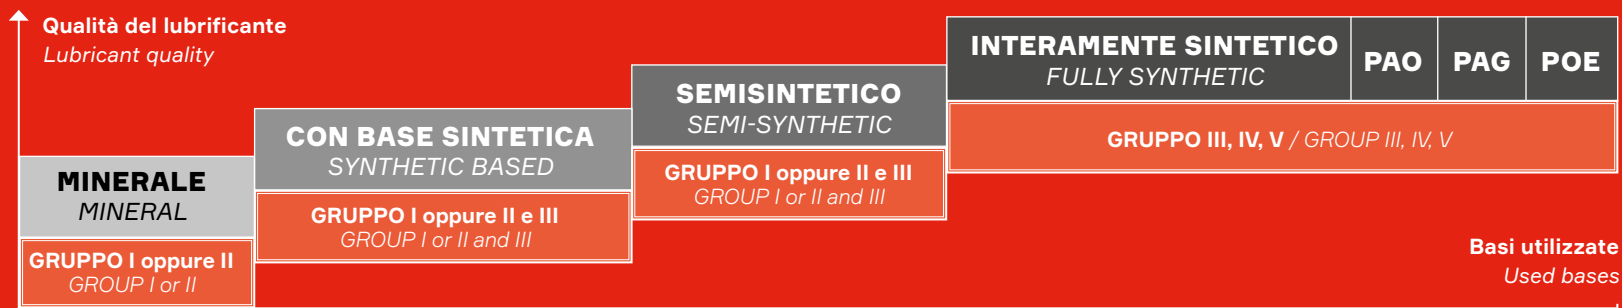 Qualità del lubrificante
Lubricant quality
MINERALE
MINERAL
GRUPPO I oppure II
GROUP I or II
CON BASE SINTETICA
SYNTHETIC BASED
GRUPPO I oppure II e III
GROUP I or II and III
SEMISINTETICO
SEMI-SYNTHETIC
GRUPPO I oppure II e III
GROUP I or II and III
INTERAMENTE SINTETICO
FULLY SYNTHETIC
PAO
PAG
POE
GRUPPO III, IV, V / GROUP III, IV, V
Basi utilizzate
Used bases